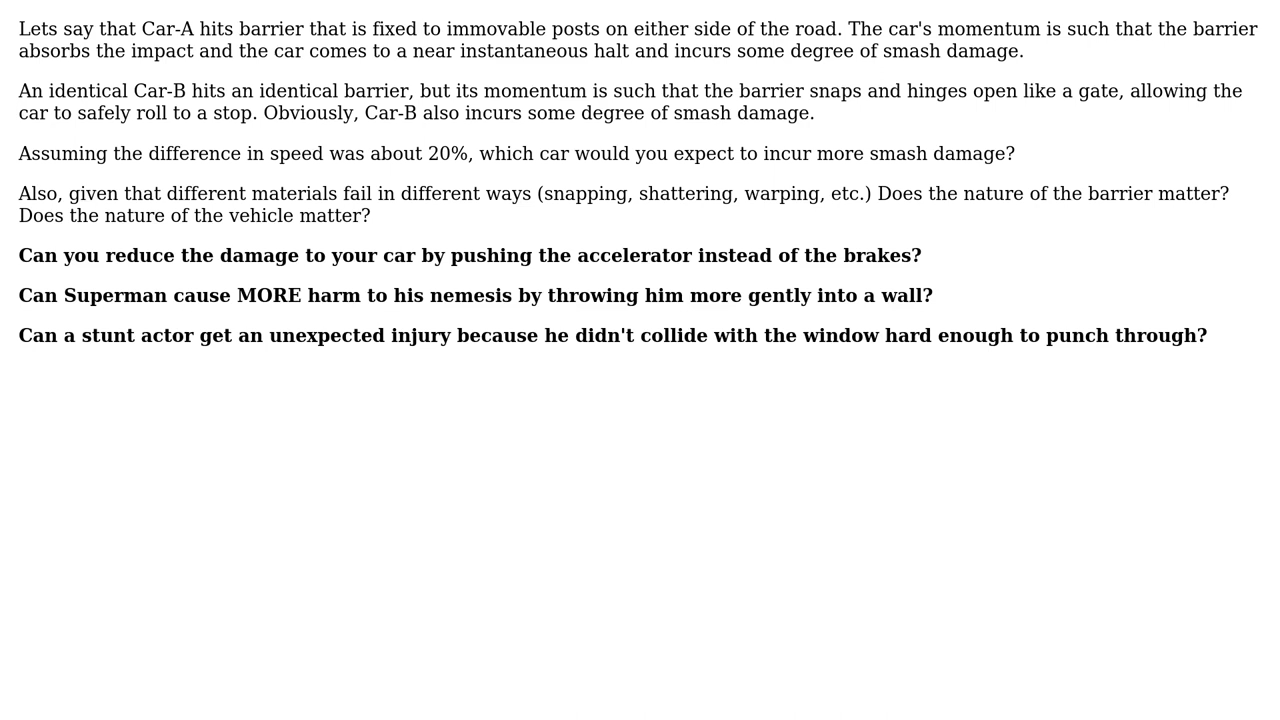 Lets say that Car-A hits barrier that is fixed to immovable posts on either side of the road. The car's momentum is such that the barrier
absorbs the impact and the car comes to a near instantaneous halt and incurs some degree of smash damage.
An identical Car-B hits an identical barrier, but its momentum is such that the barrier snaps and hinges open like a gate, allowing the
car to safely roll to a stop. Obviously, Car-B also incurs some degree of smash damage.
Assuming the difference in speed was about 20%, which car would you expect to incur more smash damage?
Also, given that different materials fail in different ways (snapping, shattering, warping, etc.) Does the nature of the barrier matter?
Does the nature of the vehicle matter?
Can you reduce the damage to your car by pushing the accelerator instead of the brakes?
Can Superman cause MORE harm to his nemesis by throwing him more gently into a wall?
Can a stunt actor get an unexpected injury because he didn't collide with the window hard enough to punch through?